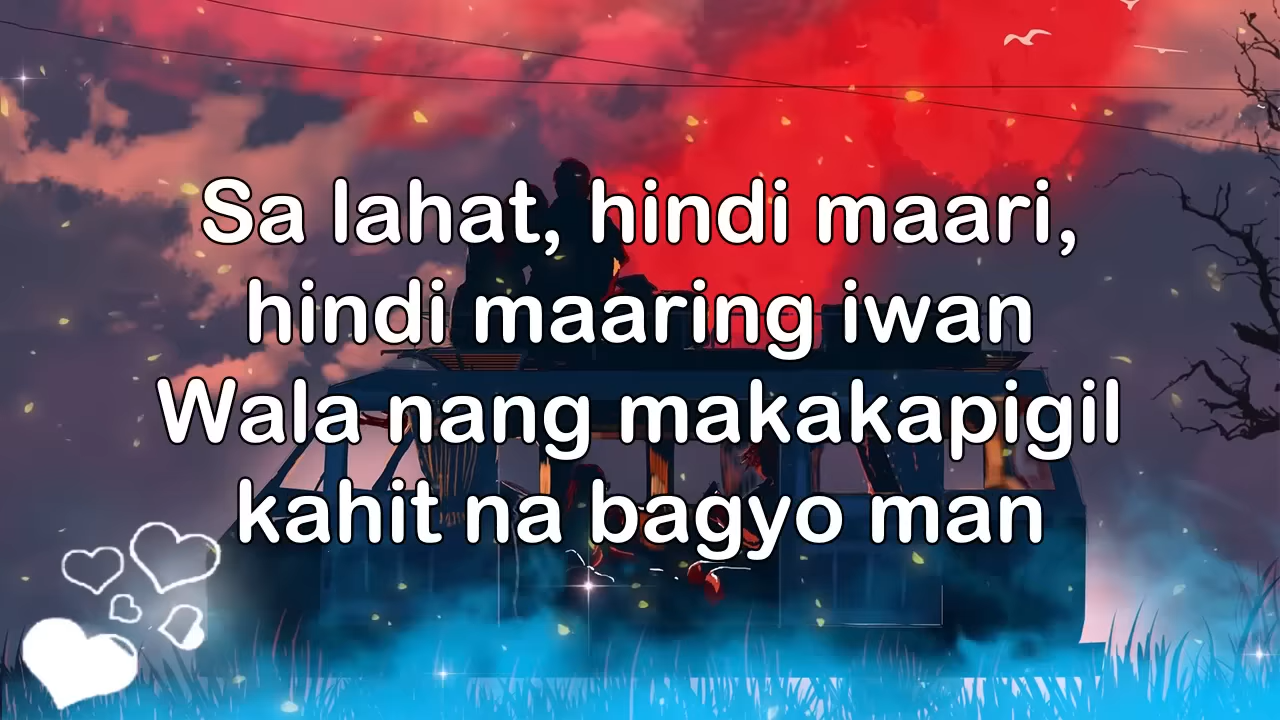 Sa lahat, hindi maari,
hindi maaring iwan
Wala nang makakapigil
kahit na bagyo man